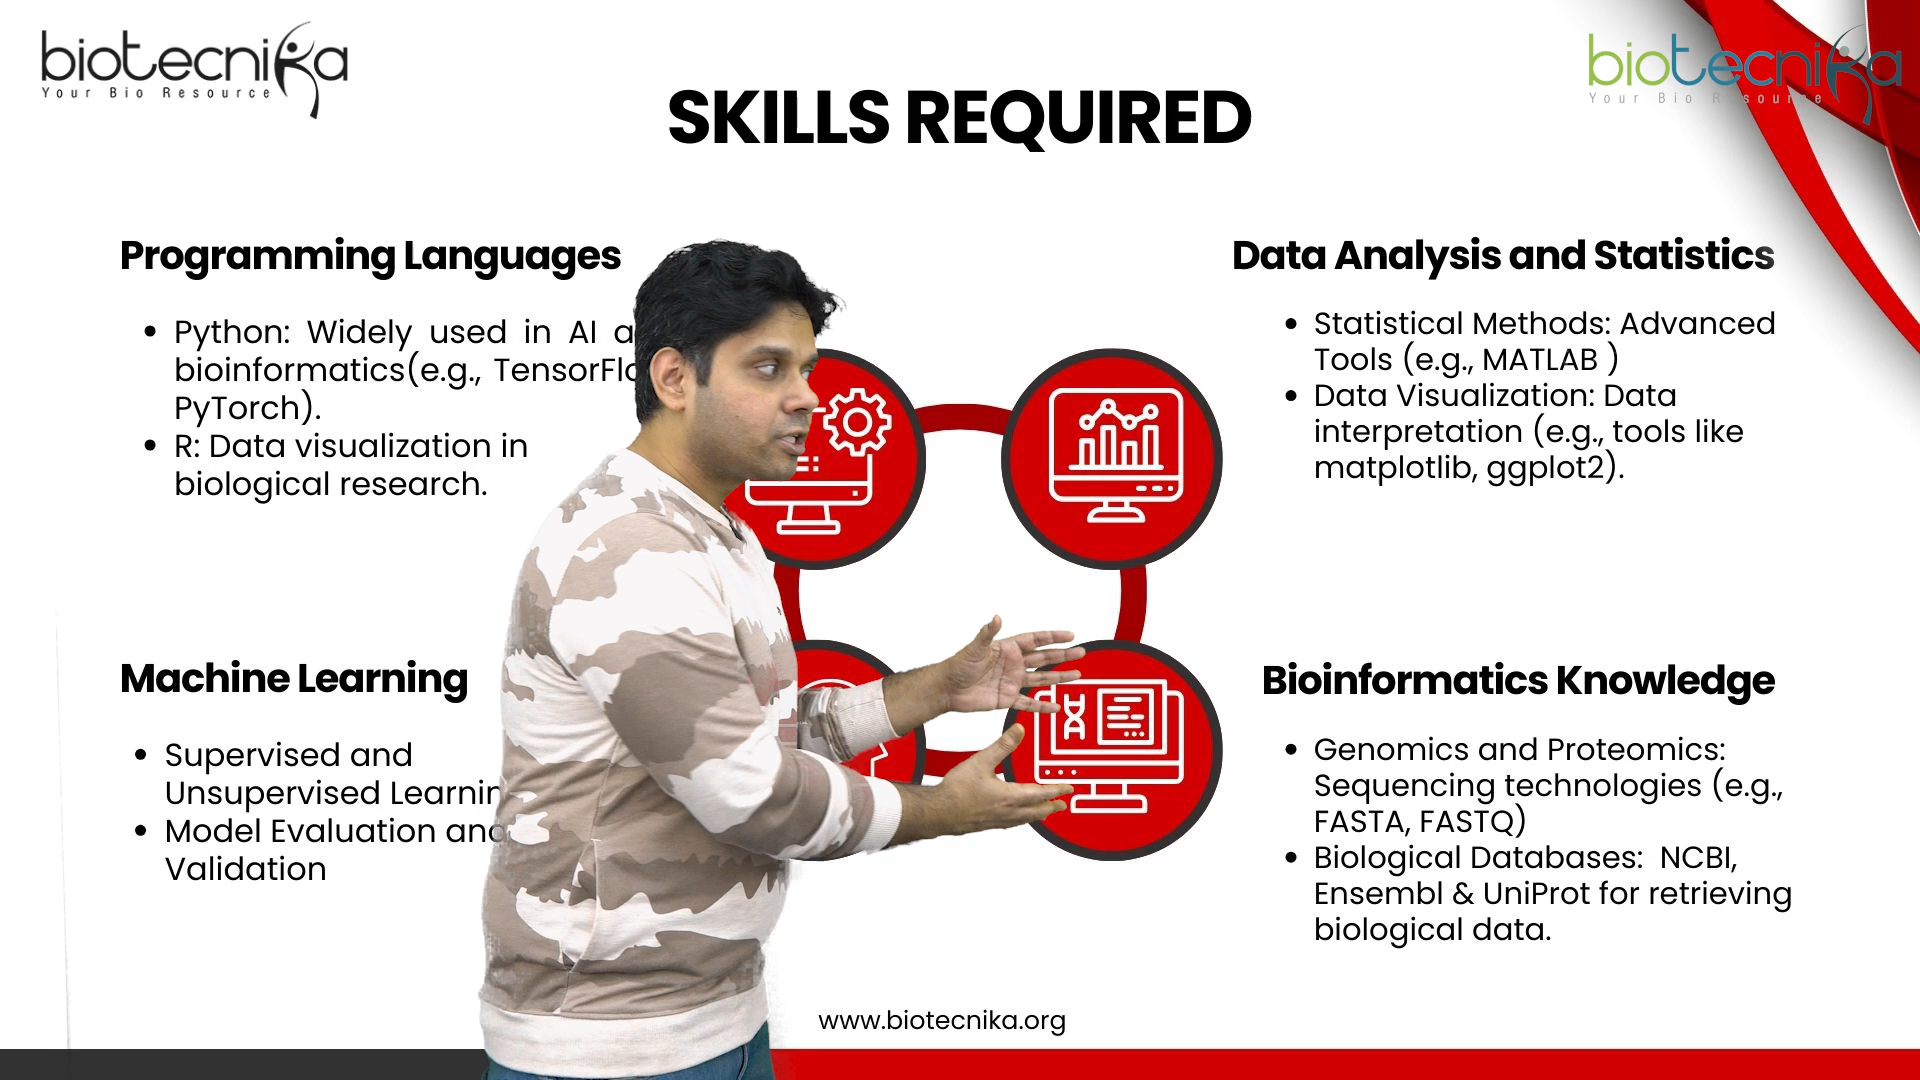 biotecnika
Your Bio Resource
biotecnika
Your Bio Resource
SKILLS REQUIRED
Programming Languages
Python: Widely used in AI
bioinformatics(e.g.,
PyTorch).
R: Data visualization in
biological research.
Data Analysis and Statistics
Statistical Methods: Advanced
Tools (e.g., MATLAB )
Data Visualization: Data
interpretation (e.g., tools like
matplotlib, ggplot2).
Machine Learning
Supervised and
Unsupervised
Model Evaluation and
Validation
Bioinformatics Knowledge
Genomics and Proteomics:
Sequencing technologies (e.g.,
FASTA, FASTQ)
Biological Databases: NCBI,
Ensembl & UniProt for retrieving
biological data.
www.biotecnika.org